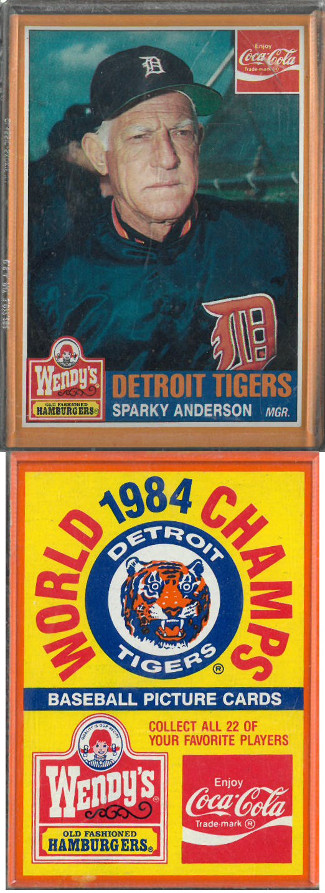 D
Enjoy
Coca-Cola
Trade-mark ®
D
WENDY'S
OLD FASHIONED
HAMBURGERS
DETROIT TIGERS
SPARKY ANDERSON MGR.
WORLD 1984 CHAMPS
DETROIT
TIGERS ®
BASEBALL PICTURE CARDS
COLLECT ALL 22 OF
YOUR FAVORITE PLAYERS
WENDY'S®
OLD FASHIONED
HAMBURGERS®
Enjoy
Coca-Cola
Trade-mark ®